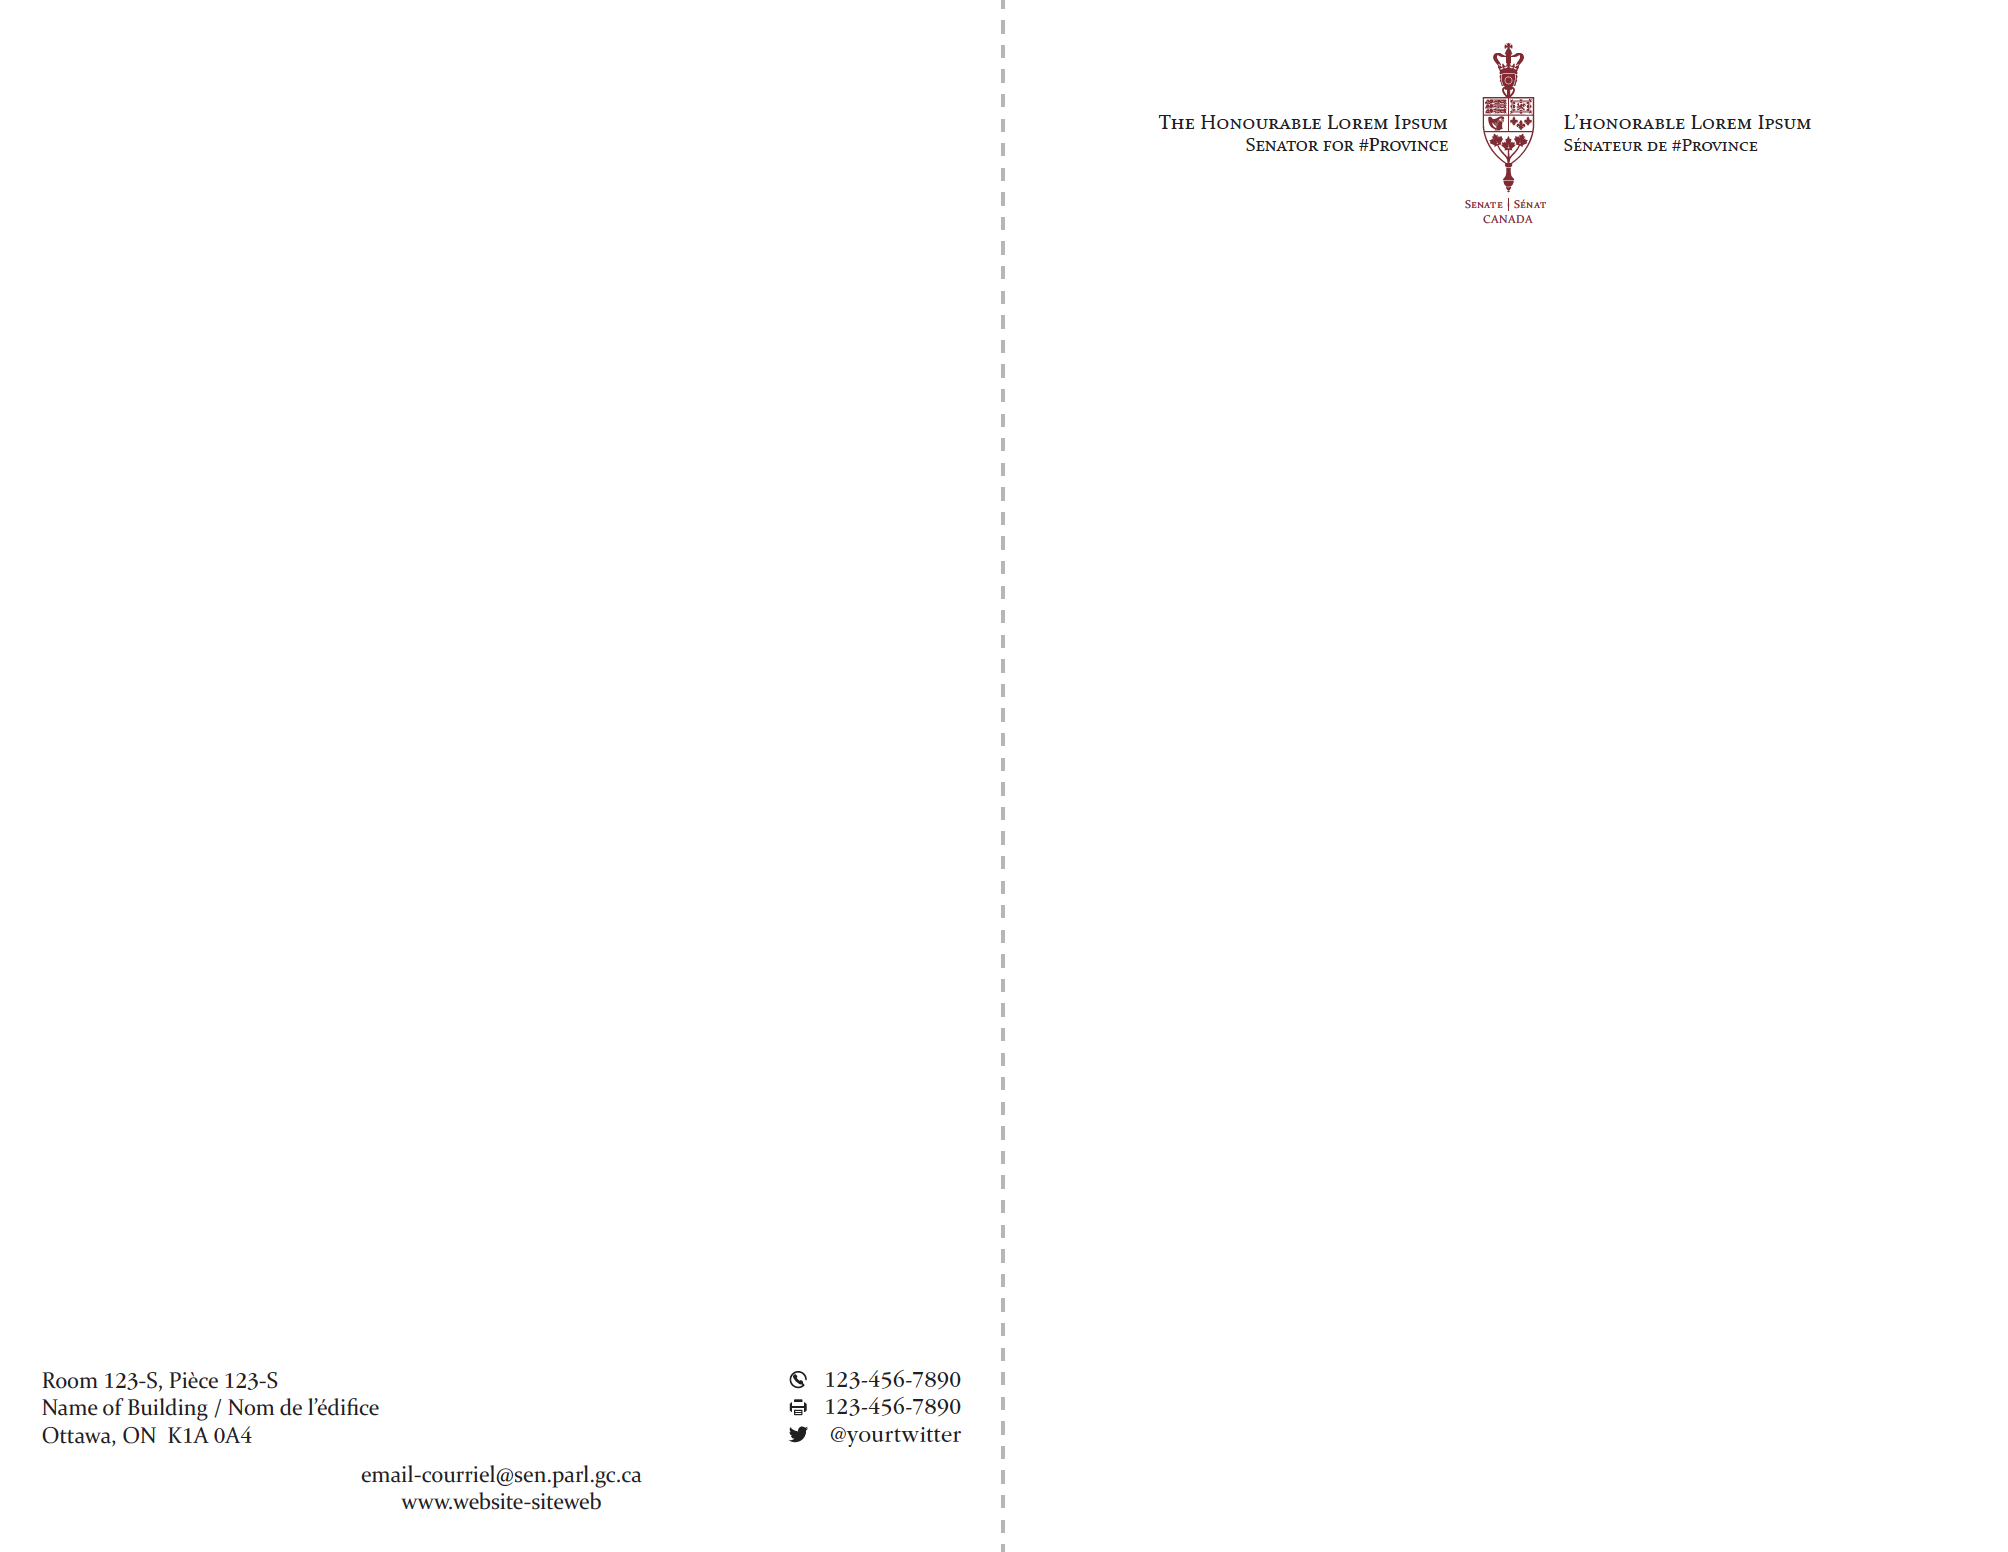 The Honourable Lorem Ipsum
Senator for #Province
L’honorable Lorem Ipsum
Sénateur de #Province
Senate | Sénat
CANADA
Room 123-S, Pièce 123-S
Name of Building / Nom de l’édifice
Ottawa, ON  K1A 0A4
123-456-7890
123-456-7890
@yourtwitter
email-courriel@sen.parl.gc.ca
www.website-siteweb